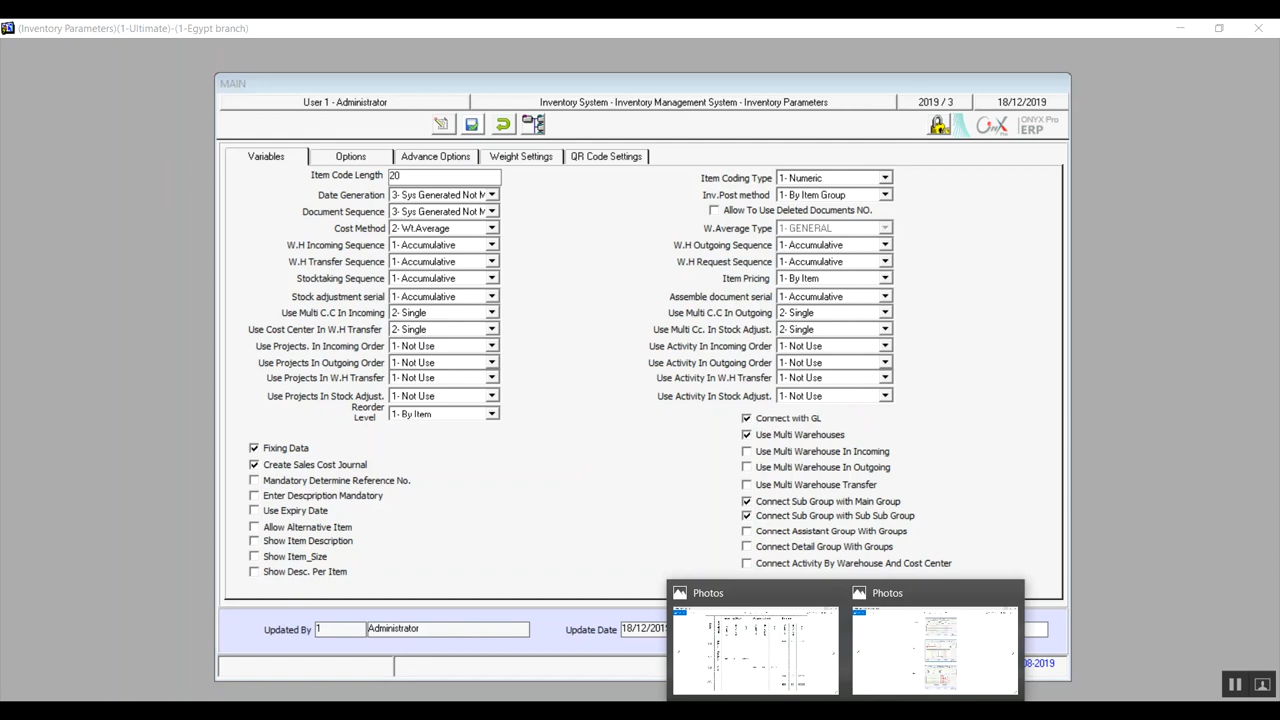 (Inventory Parameters)(1-Ultimate)-(1-Egypt branch)
MAIN
User 1 - Administrator
Inventory System - Inventory Management System - Inventory Parameters
2019 / 3
18/12/2019
OnX
ONYX Pro
ERP
Variables
Options
Advance Options
Weight Settings
QR Code Settings
Item Code Length 20
Item Coding Type 1- Numeric
Date Generation 3- Sys Generated Not M
Inv.Post method 1- By Item Group
Document Sequence 3- Sys Generated Not M
Allow To Use Deleted Documents NO.
Cost Method 2- Wt.Average
W.Average Type 1- GENERAL
W.H Incoming Sequence 1- Accumulative
W.H Outgoing Sequence 1- Accumulative
W.H Transfer Sequence 1- Accumulative
W.H Request Sequence 1- Accumulative
Stocktaking Sequence 1- Accumulative
Item Pricing 1- By Item
Stock adjustment serial 1- Accumulative
Assemble document serial 1- Accumulative
Use Multi C.C In Incoming 2- Single
Use Multi C.C In Outgoing 2- Single
Use Cost Center In W.H Transfer 2- Single
Use Multi Cc. In Stock Adjust. 2- Single
Use Projects. In Incoming Order 1- Not Use
Use Activity In Incoming Order 1- Not Use
Use Projects In Outgoing Order 1- Not Use
Use Activity In Outgoing Order 1- Not Use
Use Projects In W.H Transfer 1- Not Use
Use Activity In W.H Transfer 1- Not Use
Use Projects In Stock Adjust. 1- Not Use
Use Activity In Stock Adjust. 1- Not Use
Reorder
Level 1- By Item
Connect with GL
Use Multi Warehouses
Fixing Data
Use Multi Warehouse In Incoming
Create Sales Cost Journal
Use Multi Warehouse In Outgoing
Mandatory Determine Reference No.
Use Multi Warehouse Transfer
Enter Descpription Mandatory
Connect Sub Group with Main Group
Use Expiry Date
Connect Sub Group with Sub Sub Group
Allow Alternative Item
Connect Assistant Group With Groups
Show Item Description
Connect Detail Group With Groups
Show Item_Size
Connect Activity By Warehouse And Cost Center
Show Desc. Per Item
Photos
Photos
Updated By 1 Administrator
Update Date 18/12/201
08-2019